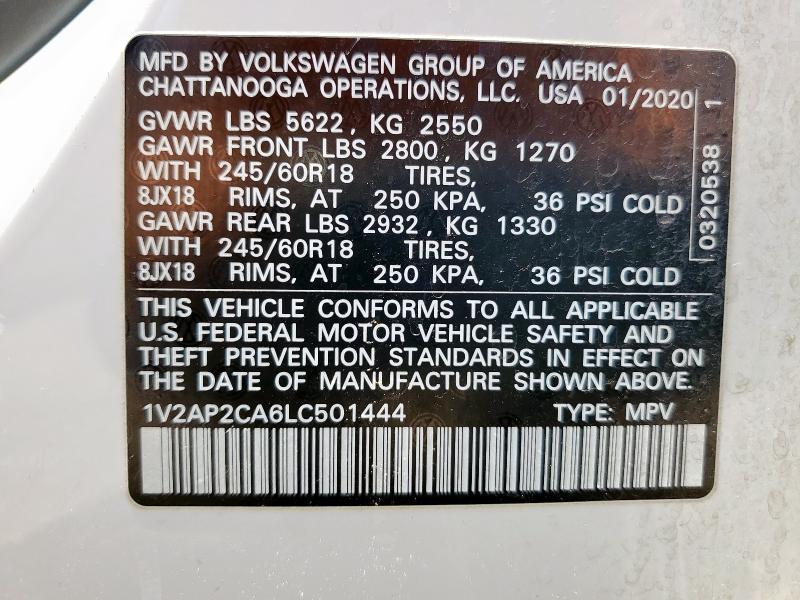 MFD BY VOLKSWAGEN GROUP OF AMERICA
CHATTANOOGA OPERATIONS, LLC. USA 01/2020
GVWR LBS 5622, KG 2550
GAWR FRONT LBS 2800, KG 1270
WITH 245/60R18 TIRES,
8JX18 RIMS, AT 250 KPA, 36 PSI COLD
GAWR REAR LBS 2932, KG 1330
WITH 245/60R18 TIRES,
8JX18 RIMS, AT 250 KPA, 36 PSI COLD
0320538 1
THIS VEHICLE CONFORMS TO ALL APPLICABLE
U.S. FEDERAL MOTOR VEHICLE SAFETY AND
THEFT PREVENTION STANDARDS IN EFFECT ON
THE DATE OF MANUFACTURE SHOWN ABOVE.
1V2AP2CA6LC501444 TYPE: MPV